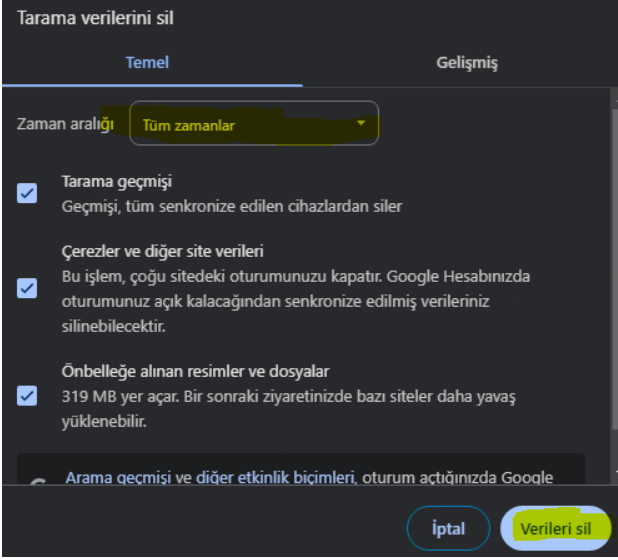 Tarama verilerini sil
Temel
Gelişmiş
Zaman aralığı
Tüm zamanlar
Tarama geçmişi
Geçmişi, tüm senkronize edilen cihazlardan siler
Çerezler ve diğer site verileri
Bu işlem, çoğu sitedeki oturumunuzu kapatır. Google Hesabınızda
oturumunuz açık kalacağından senkronize edilmiş verileriniz
silinebilecektir.
Önbelleğe alınan resimler ve dosyalar
319 MB yer açar. Bir sonraki ziyaretinizde bazı siteler daha yavaş
yüklenebilir.
Arama geçmişi ve diğer etkinlik biçimleri, oturum açtığınızda Google
İptal
Verileri sil